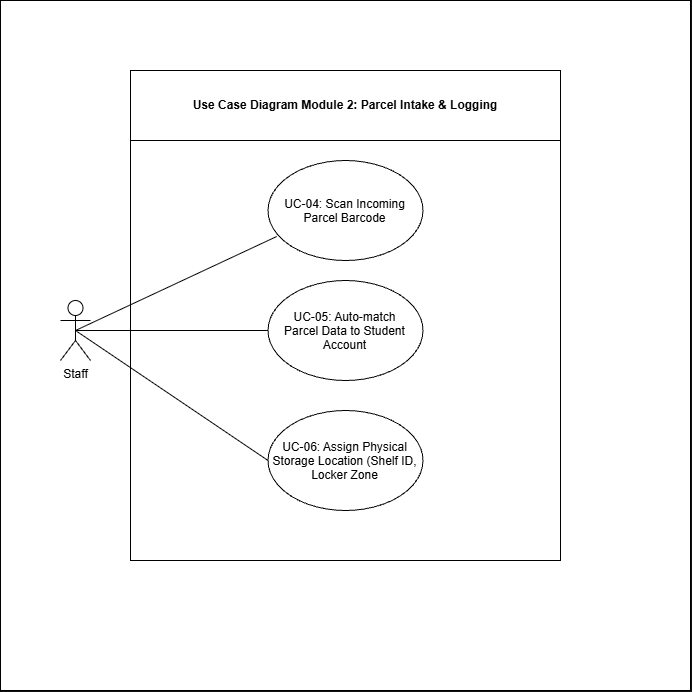 Use Case Diagram Module 2: Parcel Intake & Logging
UC-04: Scan Incoming
Parcel Barcode
UC-05: Auto-match
Parcel Data to Student
Account
Staff
UC-06: Assign Physical
Storage Location (Shelf ID,
Locker Zone